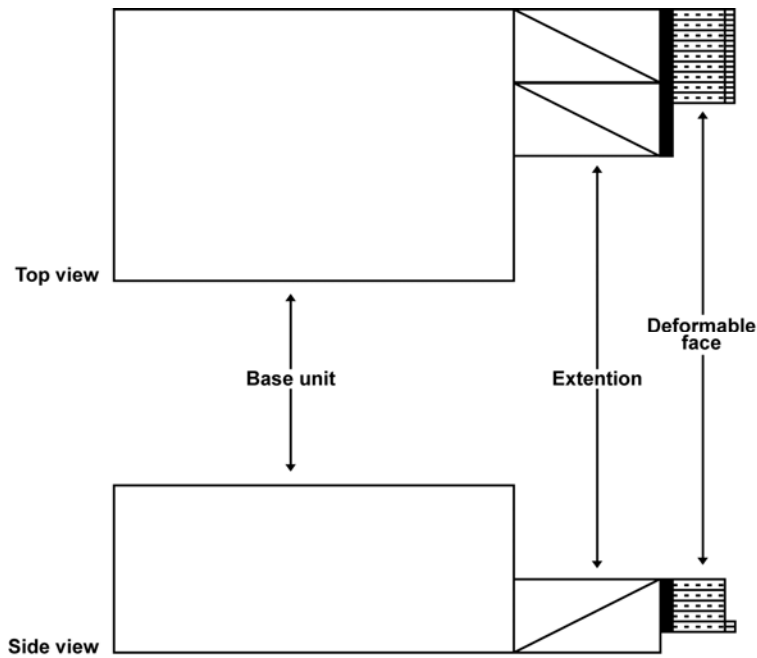 Top view
Base unit
Extention
Deformable
face
Side view